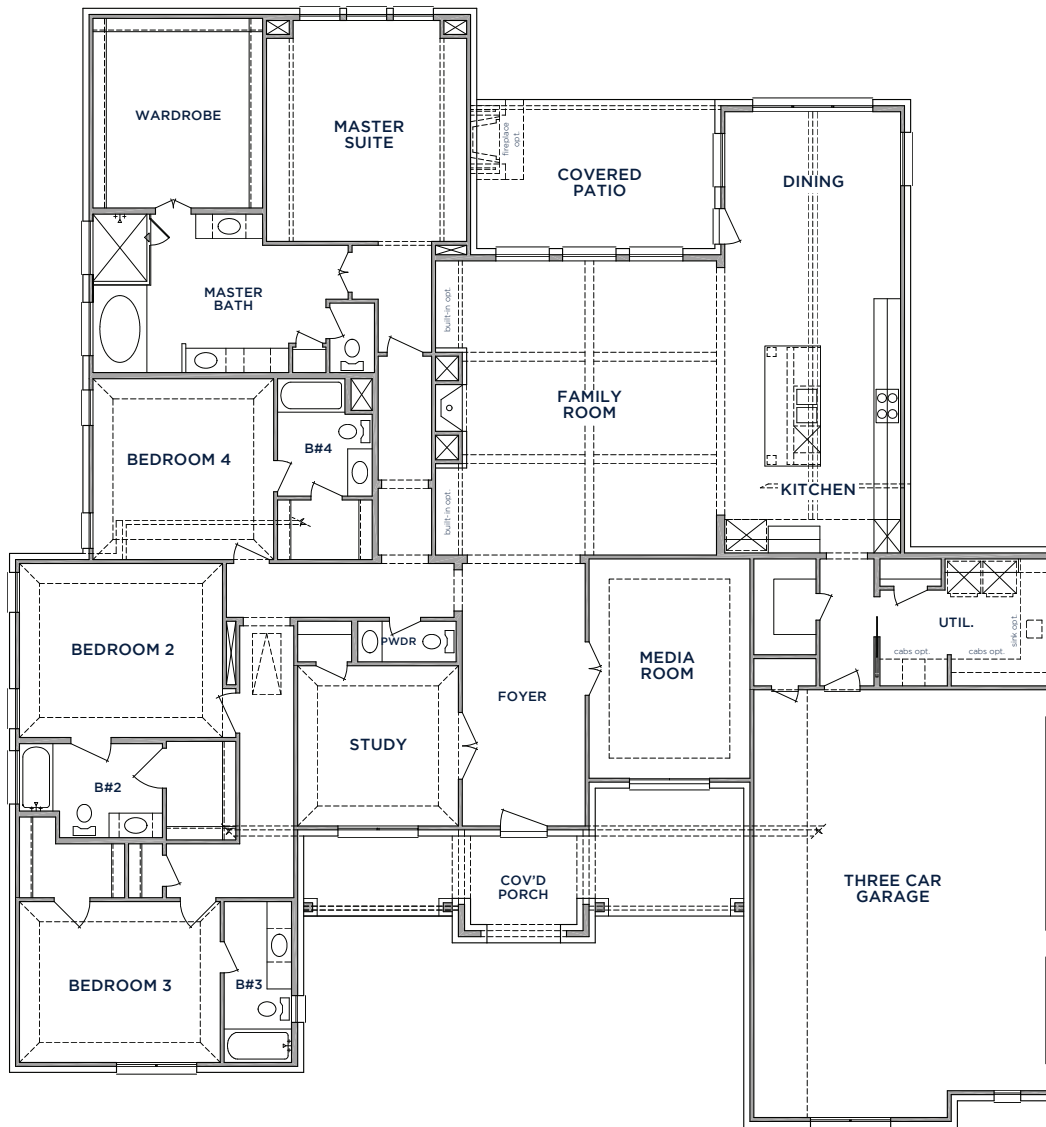 WARDROBE
MASTER
SUITE
fireplace
opt.
COVERED
PATIO
DINING
MASTER
BATH
built-in opt.
FAMILY
ROOM
B#4
BEDROOM 4
KITCHEN
built-in opt.
BEDROOM 2
PWDR
MEDIA
ROOM
UTIL.
sink opt.
cabs opt.
cabs opt.
FOYER
STUDY
B#2
COV'D
PORCH
THREE CAR
GARAGE
BEDROOM 3
B#3